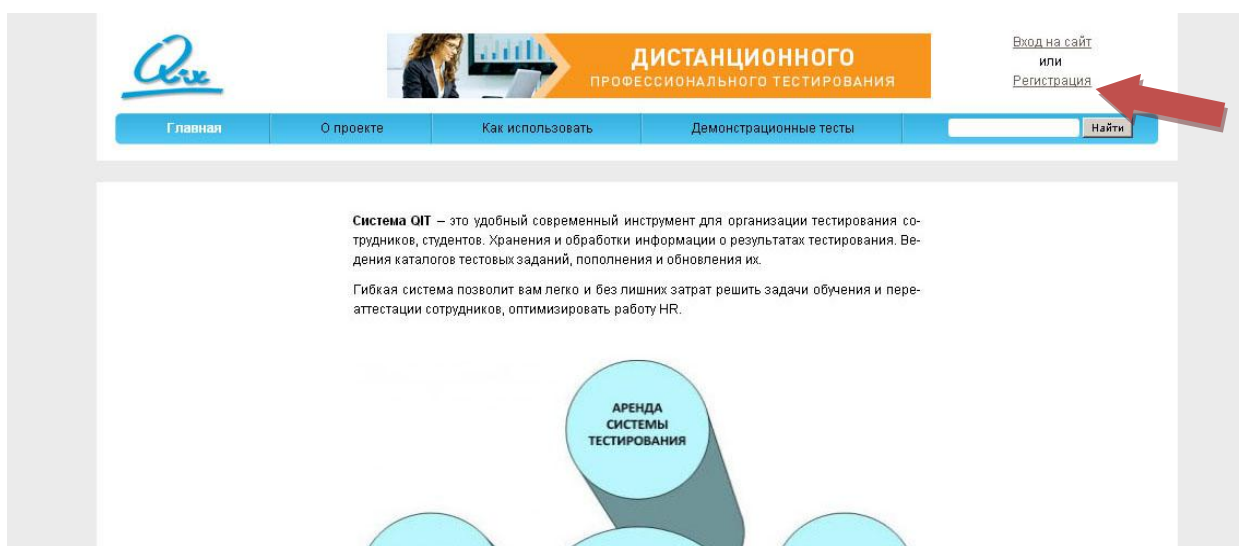 Qix
ДИСТАНЦИОННОГО
ПРОФЕССИОНАЛЬНОГО ТЕСТИРОВАНИЯ
Вход на сайт
или
Регистрация
Главная
О проекте
Как использовать
Демонстрационные тесты
Найти
Система QIT – это удобный современный инструмент для организации тестирования со-
трудников, студентов. Хранения и обработки информации о результатах тестирования. Ве-
дения каталогов тестовых заданий, пополнения и обновления их.
Гибкая система позволит вам легко и без лишних затрат решить задачи обучения и пере-
аттестации сотрудников, оптимизировать работу HR.
АРЕНДА
СИСТЕМЫ
ТЕСТИРОВАНИЯ